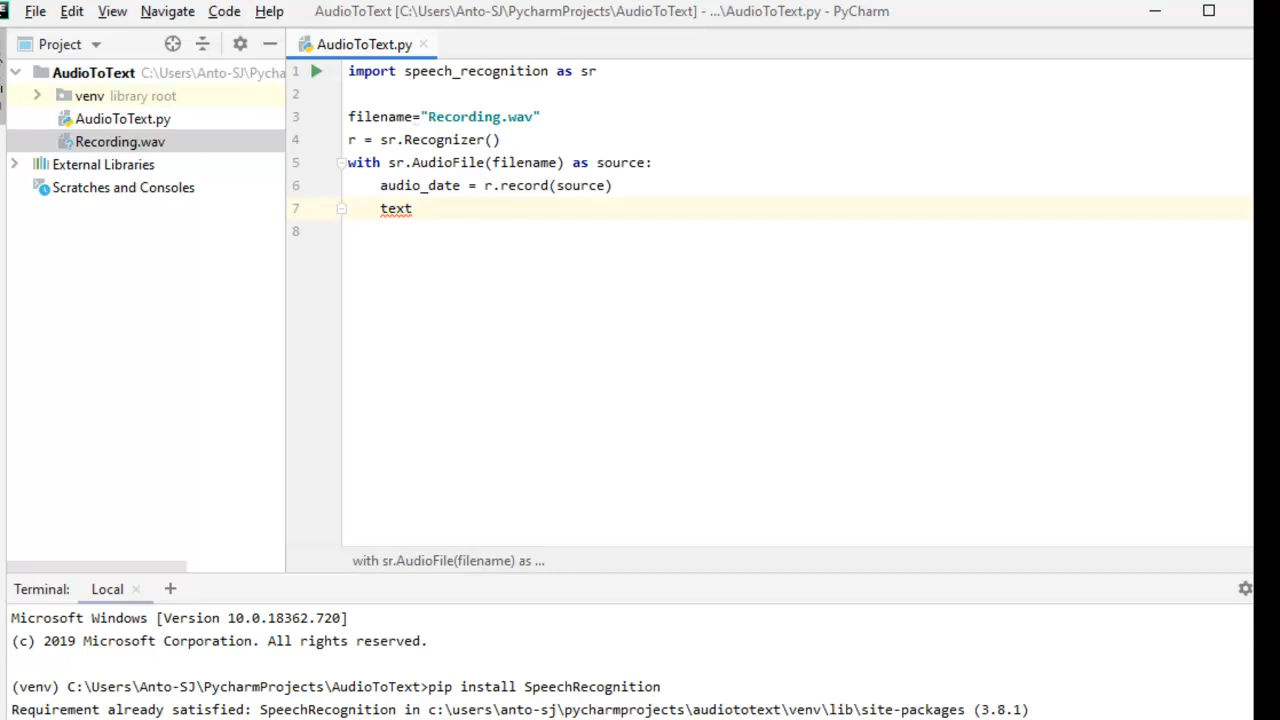 File Edit View Navigate Code Help AudioToText [C:\Users\Anto-SJ\PycharmProjects\AudioToText] - ...\AudioToText.py - PyCharm
Project
AudioToText C:\Users\Anto-SJ\Pycha
venv library root
AudioToText.py
Recording.wav
External Libraries
Scratches and Consoles
AudioToText.py
1 import speech_recognition as sr
2
3 filename="Recording.wav"
4 r = sr.Recognizer()
5 with sr.AudioFile(filename) as source:
6 audio_date = r.record(source)
7 text
8
with sr.AudioFile(filename) as ...
Terminal: Local
Microsoft Windows [Version 10.0.18362.720]
(c) 2019 Microsoft Corporation. All rights reserved.
(venv) C:\Users\Anto-SJ\PycharmProjects\AudioToText>pip install SpeechRecognition
Requirement already satisfied: SpeechRecognition in c:\users\anto-sj\pycharmprojects\audiototext\venv\lib\site-packages (3.8.1)